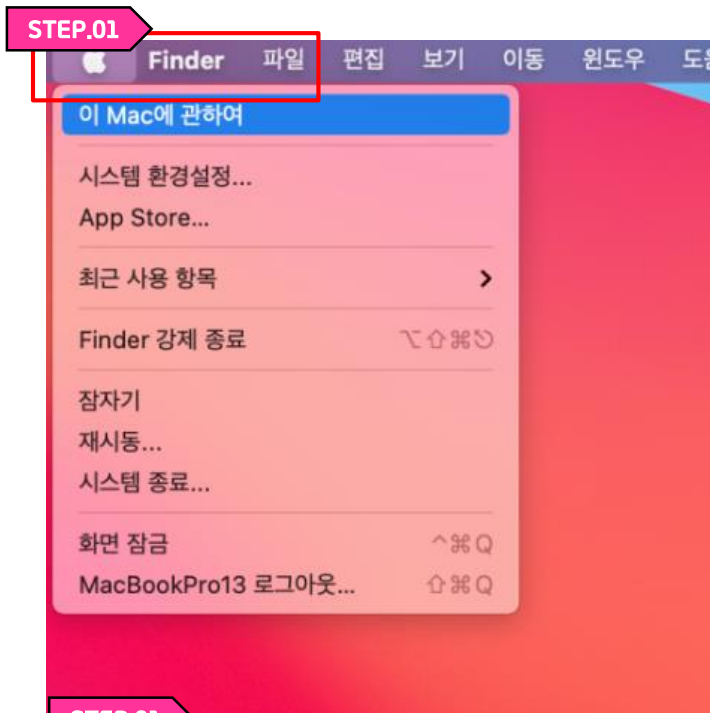 STEP.01
Finder 파일 편집 보기 이동 윈도우
이 Mac에 관하여
시스템 환경설정...
App Store...
최근 사용 항목
Finder 강제 종료 ⌥⇧⌘⎋
잠자기
재시동...
시스템 종료...
화면 잠금 ^⌘Q
MacBookPro13 로그아웃... ⇧⌘Q